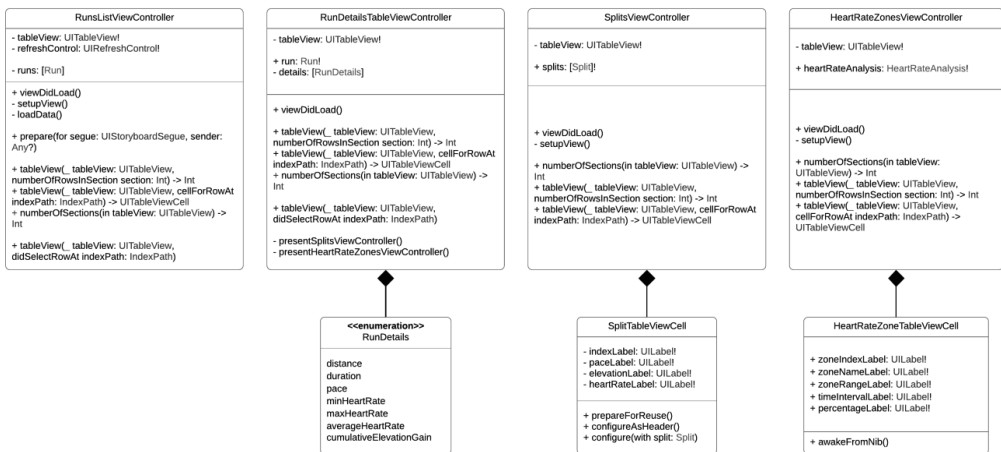 RunsListViewController
- tableView: UITableView!
- refreshControl: UIRefreshControl!
- runs: [Run]
+ viewDidLoad()
- setupView()
- loadData()
+ prepare(for segue: UIStoryboardSegue, sender:
Any?)
+ tableView(_ tableView: UITableView,
numberOfRowsInSection section: Int) -> Int
+ tableView(_ tableView: UITableView, cellForRowAt
indexPath: IndexPath) -> UITableViewCell
+ numberOfSections(in tableView: UITableView) ->
Int
+ tableView(_ tableView: UITableView,
didSelectRowAt indexPath: IndexPath)
RunDetailsTableViewController
- tableView: UITableView!
+ run: Run!
- details: [RunDetails]
+ viewDidLoad()
+ tableView(_ tableView: UITableView,
numberOfRowsInSection section: Int) -> Int
+ tableView(_ tableView: UITableView, cellForRowAt
indexPath: IndexPath) -> UITableViewCell
+ numberOfSections(in tableView: UITableView) ->
Int
+ tableView(_ tableView: UITableView,
didSelectRowAt indexPath: IndexPath)
- presentSplitsViewController()
- presentHeartRateZonesViewController()
SplitsViewController
- tableView: UITableView!
+ splits: [Split]!
+ viewDidLoad()
- setupView()
+ numberOfSections(in tableView: UITableView) ->
Int
+ tableView(_ tableView: UITableView,
numberOfRowsInSection section: Int) -> Int
+ tableView(_ tableView: UITableView, cellForRowAt
indexPath: IndexPath) -> UITableViewCell
HeartRateZonesViewController
- tableView: UITableView!
+ heartRateAnalysis: HeartRateAnalysis!
+ viewDidLoad()
- setupView()
+ numberOfSections(in tableView:
UITableView) -> Int
+ tableView(_ tableView: UITableView,
numberOfRowsInSection section: Int) -> Int
+ tableView(_ tableView: UITableView,
cellForRowAt indexPath: IndexPath) ->
UITableViewCell
<<enumeration>>
RunDetails
distance
duration
pace
minHeartRate
maxHeartRate
averageHeartRate
cumulativeElevationGain
SplitTableViewCell
- indexLabel: UILabel!
- paceLabel: UILabel!
- elevationLabel: UILabel!
- heartRateLabel: UILabel!
+ prepareForReuse()
+ configureAsHeader()
+ configure(with split: Split)
HeartRateZoneTableViewCell
+ zoneIndexLabel: UILabel!
+ zoneNameLabel: UILabel!
+ zoneRangeLabel: UILabel!
+ timeIntervalLabel: UILabel!
+ percentageLabel: UILabel!
+ awakeFromNib()